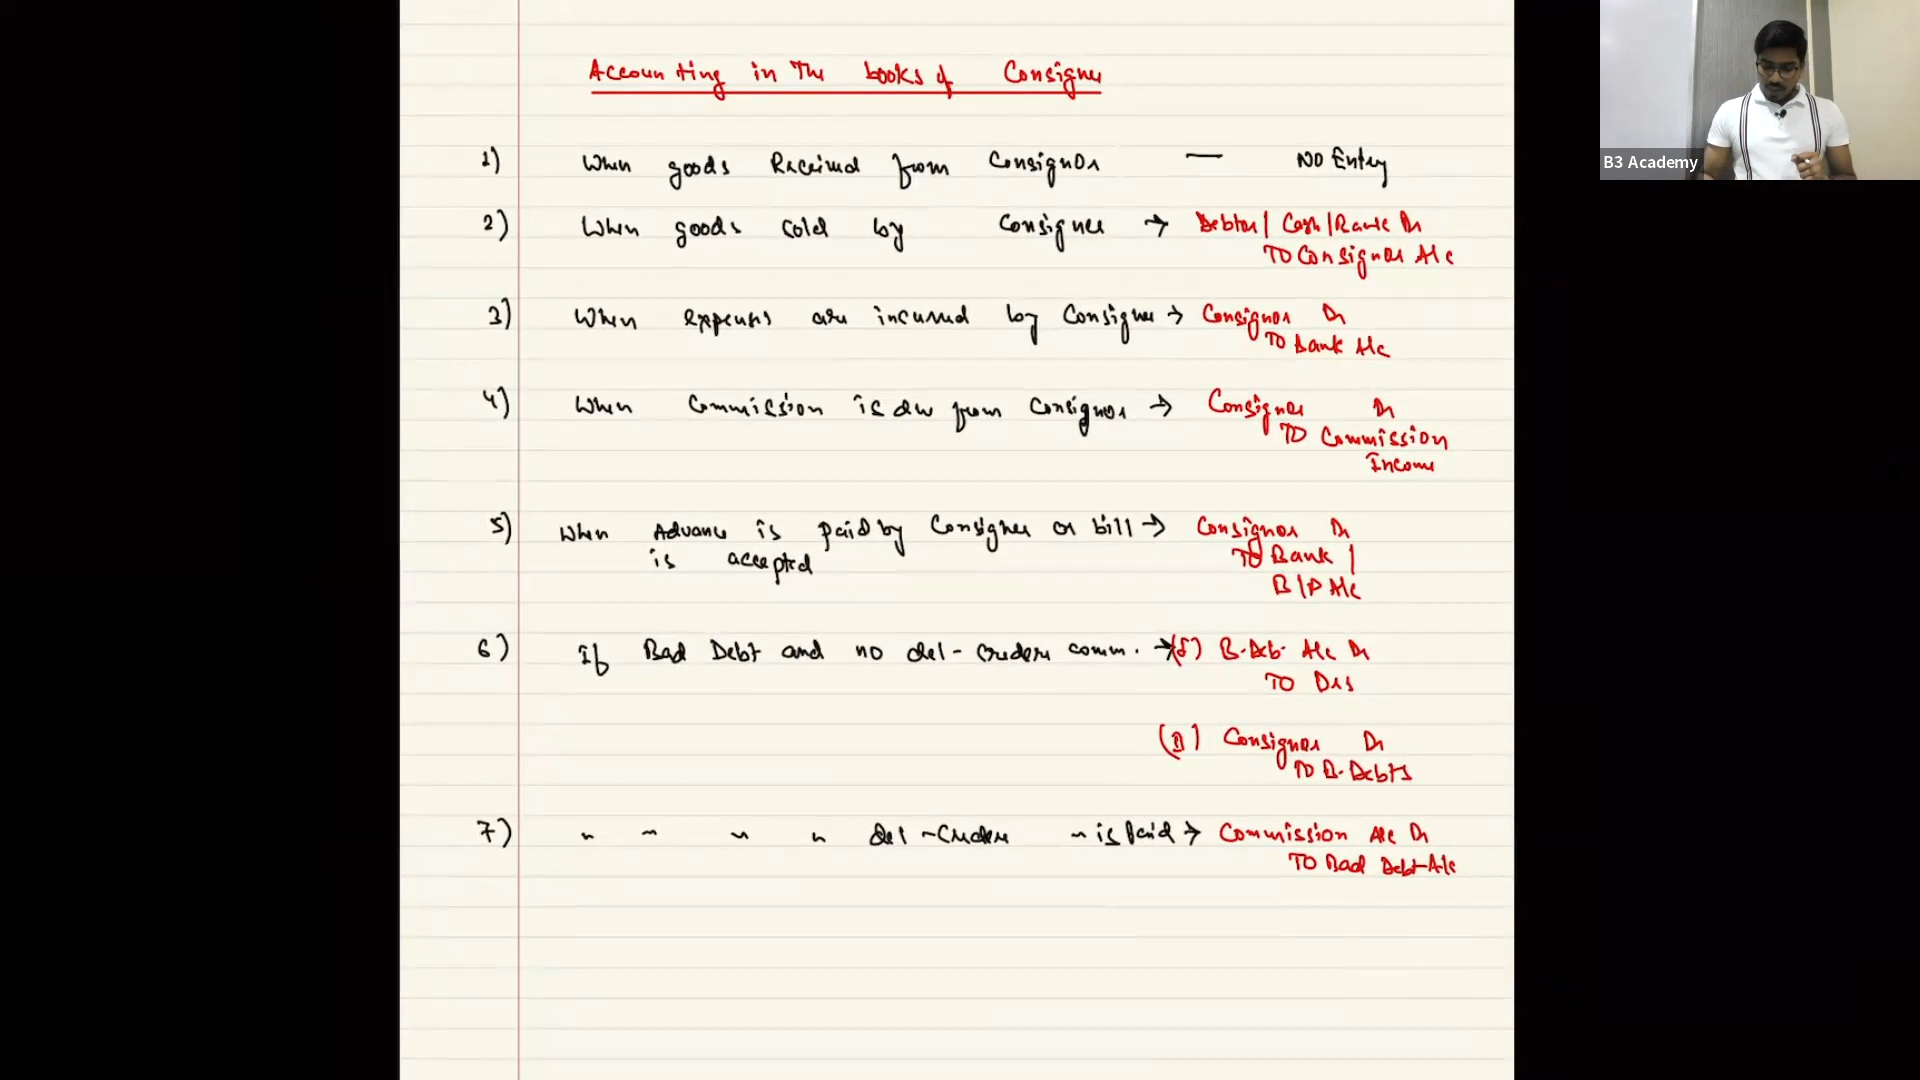 Accounting in The books of Consignee
1) When goods Received from Consignor — NO Entry
2) When goods sold by Consignee → Debtor/ Cash/Bank Dr
TO Consignor A/c
3) When expenses are incurred by Consignee → Consignor Dr
TO Bank A/c
4) When Commission is due from Consignor → Consignor Dr
TO Commission
Income
5) When Advance is paid by Consignee or bill → Consignor Dr
is accepted TO Bank /
B/P A/c
6) If Bad Debt and no del-credere comm. → B.Deb. A/c Dr
TO Drs
Consignor Dr
TO B.Debts
7) " " " " del-credere " is Paid → Commission A/c Dr
TO Bad Debt A/c
B3 Academy